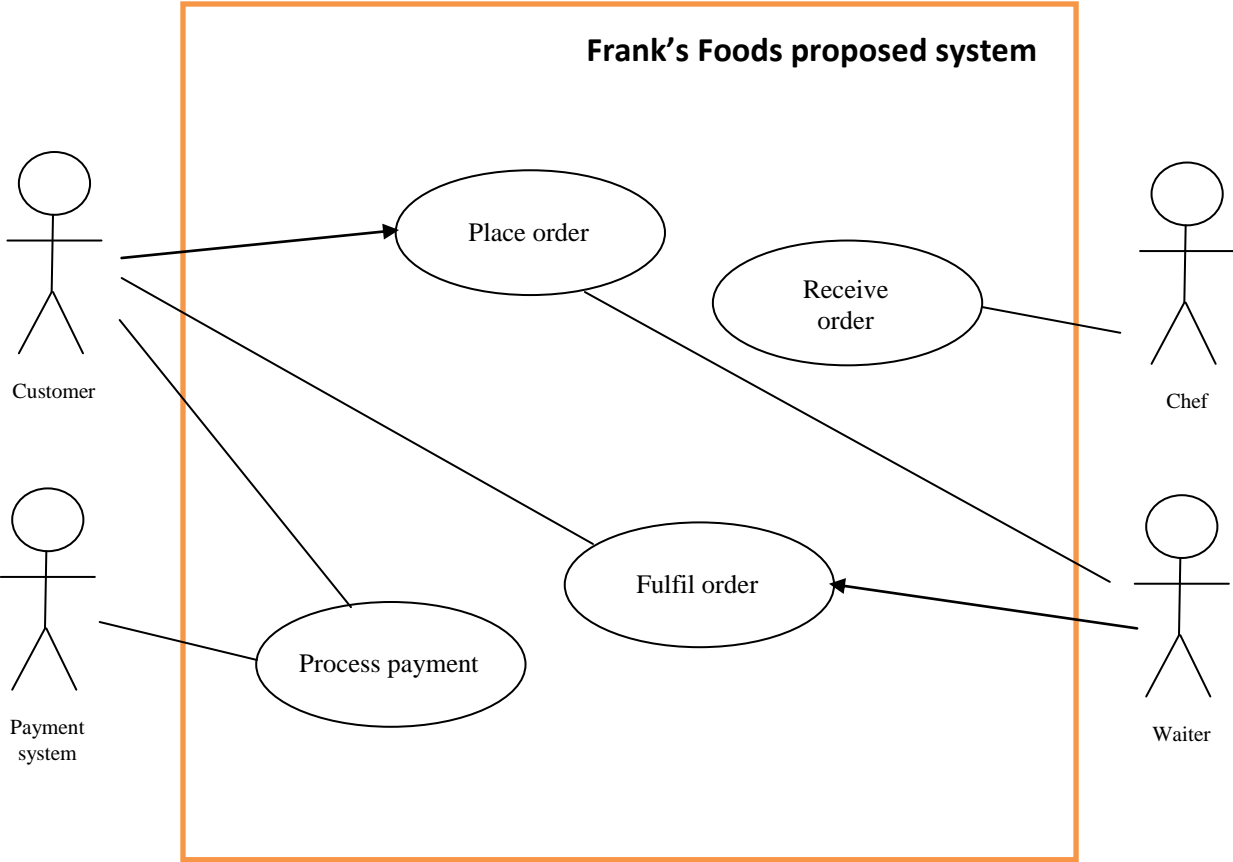 Frank’s Foods proposed system
Place order
Receive
order
Customer
Chef
Fulfil order
Process payment
Payment
system
Waiter